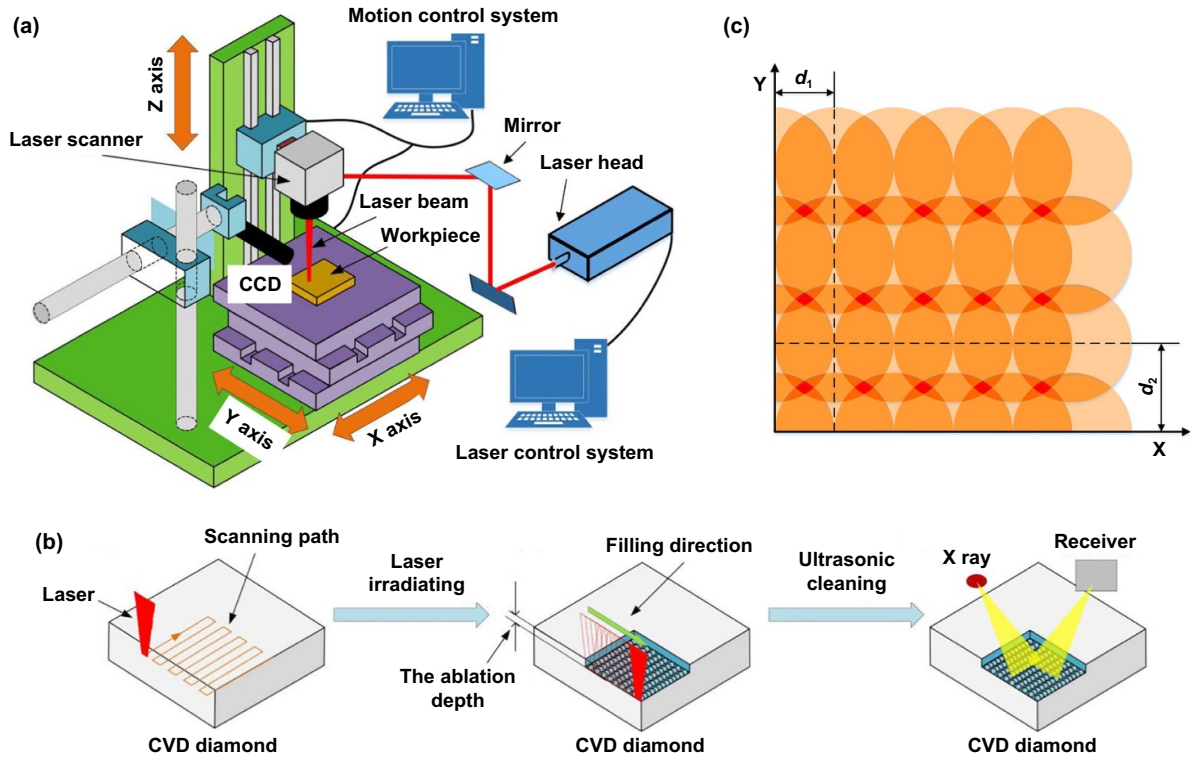 (a)
Motion control system
Z axis
Laser scanner
Mirror
Laser head
Laser beam
Workpiece
CCD
Y axis
X axis
Laser control system
(c)
Y
d₁
d₂
X
(b)
Scanning path
Laser
CVD diamond
Laser
irradiating
Filling direction
The ablation
depth
CVD diamond
Ultrasonic
cleaning
X ray
Receiver
CVD diamond